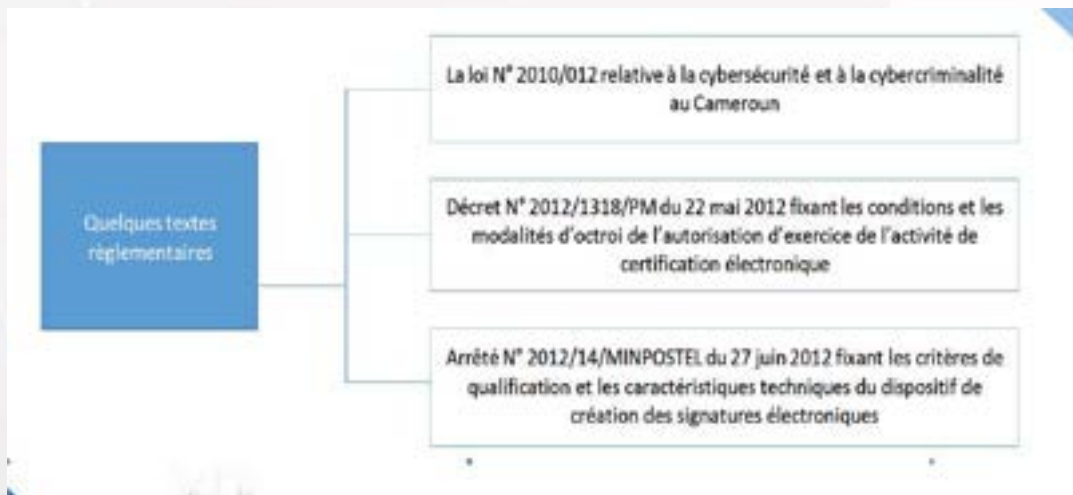 Quelques textes
règlementaires
La loi N° 2010/012 relative à la cybersécurité et à la cybercriminalité
au Cameroun
Décret N° 2012/1318/PM du 22 mai 2012 fixant les conditions et les
modalités d'octroi de l'autorisation d'exercice de l'activité de
certification électronique
Arrêté N° 2012/14/MINPOSTEL du 27 juin 2012 fixant les critères de
qualification et les caractéristiques techniques du dispositif de
création des signatures électroniques